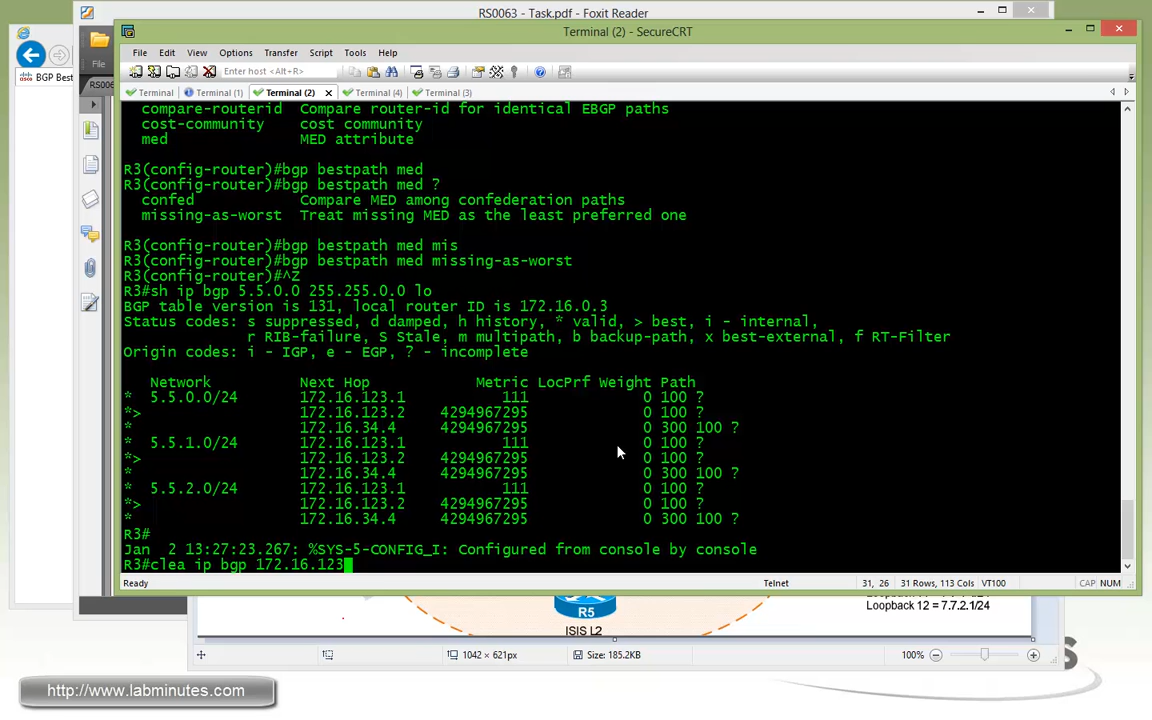 RS0063 - Task.pdf - Foxit Reader
Terminal (2) - SecureCRT
File Edit View Options Transfer Script Tools Help
BGP Best
File
Enter host <Alt+R>
RS006
Terminal Terminal (1) Terminal (2) Terminal (4) Terminal (3)
compare-routerid Compare router-id for identical EBGP paths
cost-community cost community
med MED attribute
R3(config-router)#bgp bestpath med
R3(config-router)#bgp bestpath med ?
confed Compare MED among confederation paths
missing-as-worst Treat missing MED as the least preferred one
R3(config-router)#bgp bestpath med mis
R3(config-router)#bgp bestpath med missing-as-worst
R3(config-router)#^Z
R3#sh ip bgp 5.5.0.0 255.255.0.0 lo
BGP table version is 131, local router ID is 172.16.0.3
Status codes: s suppressed, d damped, h history, * valid, > best, i - internal,
r RIB-failure, S Stale, m multipath, b backup-path, x best-external, f RT-Filter
Origin codes: i - IGP, e - EGP, ? - incomplete
Network Next Hop Metric LocPrf Weight Path
* 5.5.0.0/24 172.16.123.1 111 0 100 ?
*> 172.16.123.2 4294967295 0 100 ?
* 172.16.34.4 4294967295 0 300 100 ?
* 5.5.1.0/24 172.16.123.1 111 0 100 ?
*> 172.16.123.2 4294967295 0 100 ?
* 172.16.34.4 4294967295 0 300 100 ?
* 5.5.2.0/24 172.16.123.1 111 0 100 ?
*> 172.16.123.2 4294967295 0 100 ?
* 172.16.34.4 4294967295 0 300 100 ?
R3#
Jan 2 13:27:23.267: %SYS-5-CONFIG_I: Configured from console by console
R3#clea ip bgp 172.16.123
Ready Telnet 31, 26 31 Rows, 113 Cols VT100 CAP NUM
R5
ISIS L2
Loopback 12 = 7.7.2.1/24
1042 × 621px Size: 185.2KB 100%
http://www.labminutes.com